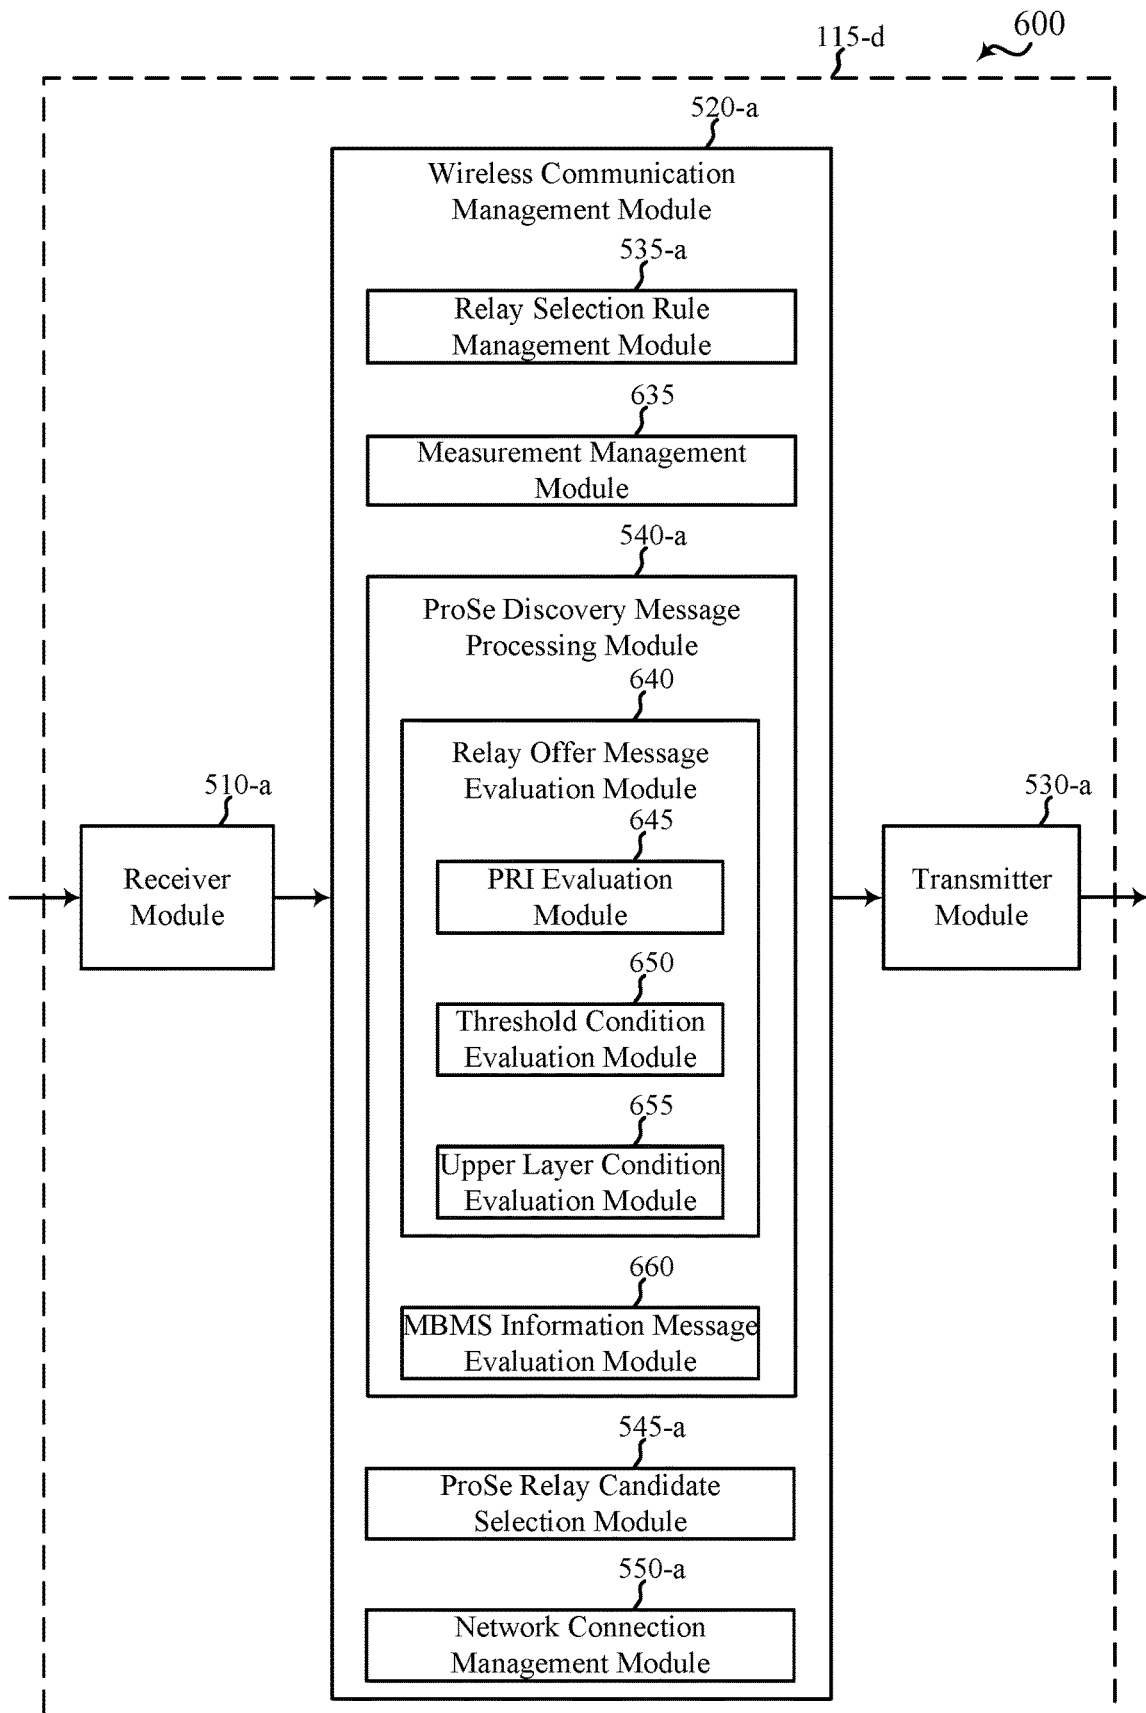 600
115-d
520-a
Wireless Communication
Management Module
535-a
Relay Selection Rule
Management Module
635
Measurement Management
Module
540-a
ProSe Discovery Message
Processing Module
640
Relay Offer Message
Evaluation Module
510-a
Receiver
Module
645
PRI Evaluation
Module
530-a
Transmitter
Module
650
Threshold Condition
Evaluation Module
655
Upper Layer Condition
Evaluation Module
660
MBMS Information Message
Evaluation Module
545-a
ProSe Relay Candidate
Selection Module
550-a
Network Connection
Management Module